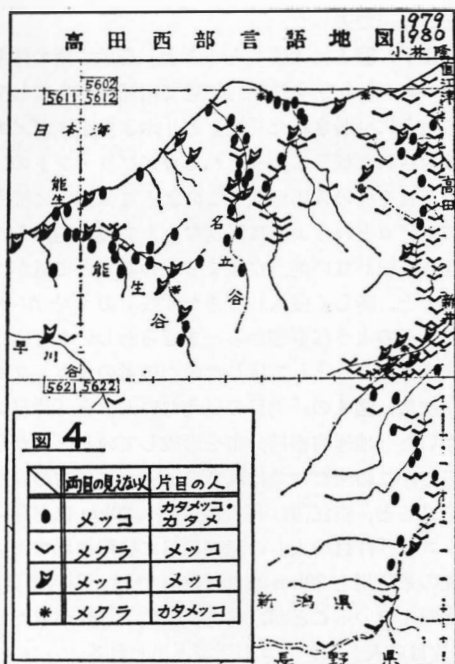 高田西部言語地図
1979
1980
小林隆
5602
5611 5612
日本海
直江津
高田
新井
能生
能生谷
名立谷
早川谷
5621 5622
図4
両目の見えない人 片目の人
メッコ カタメッコ・カタメ
メクラ メッコ
メッコ メッコ
メクラ カタメッコ
新潟県
長野県